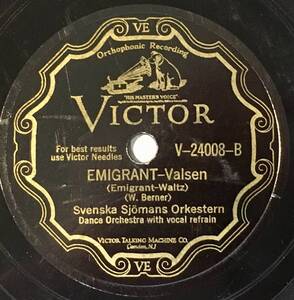 VE
Orthophonic Recording
"HIS MASTER'S VOICE"
VICTOR
For best results
use Victor Needles
V-24008-B
EMIGRANT-Valsen
(Emigrant-Waltz)
(W. Berner)
Svenska Sjömans Orkestern
Dance Orchestra with vocal refrain
VICTOR TALKING MACHINE CO.
Camden, N.J.
VE